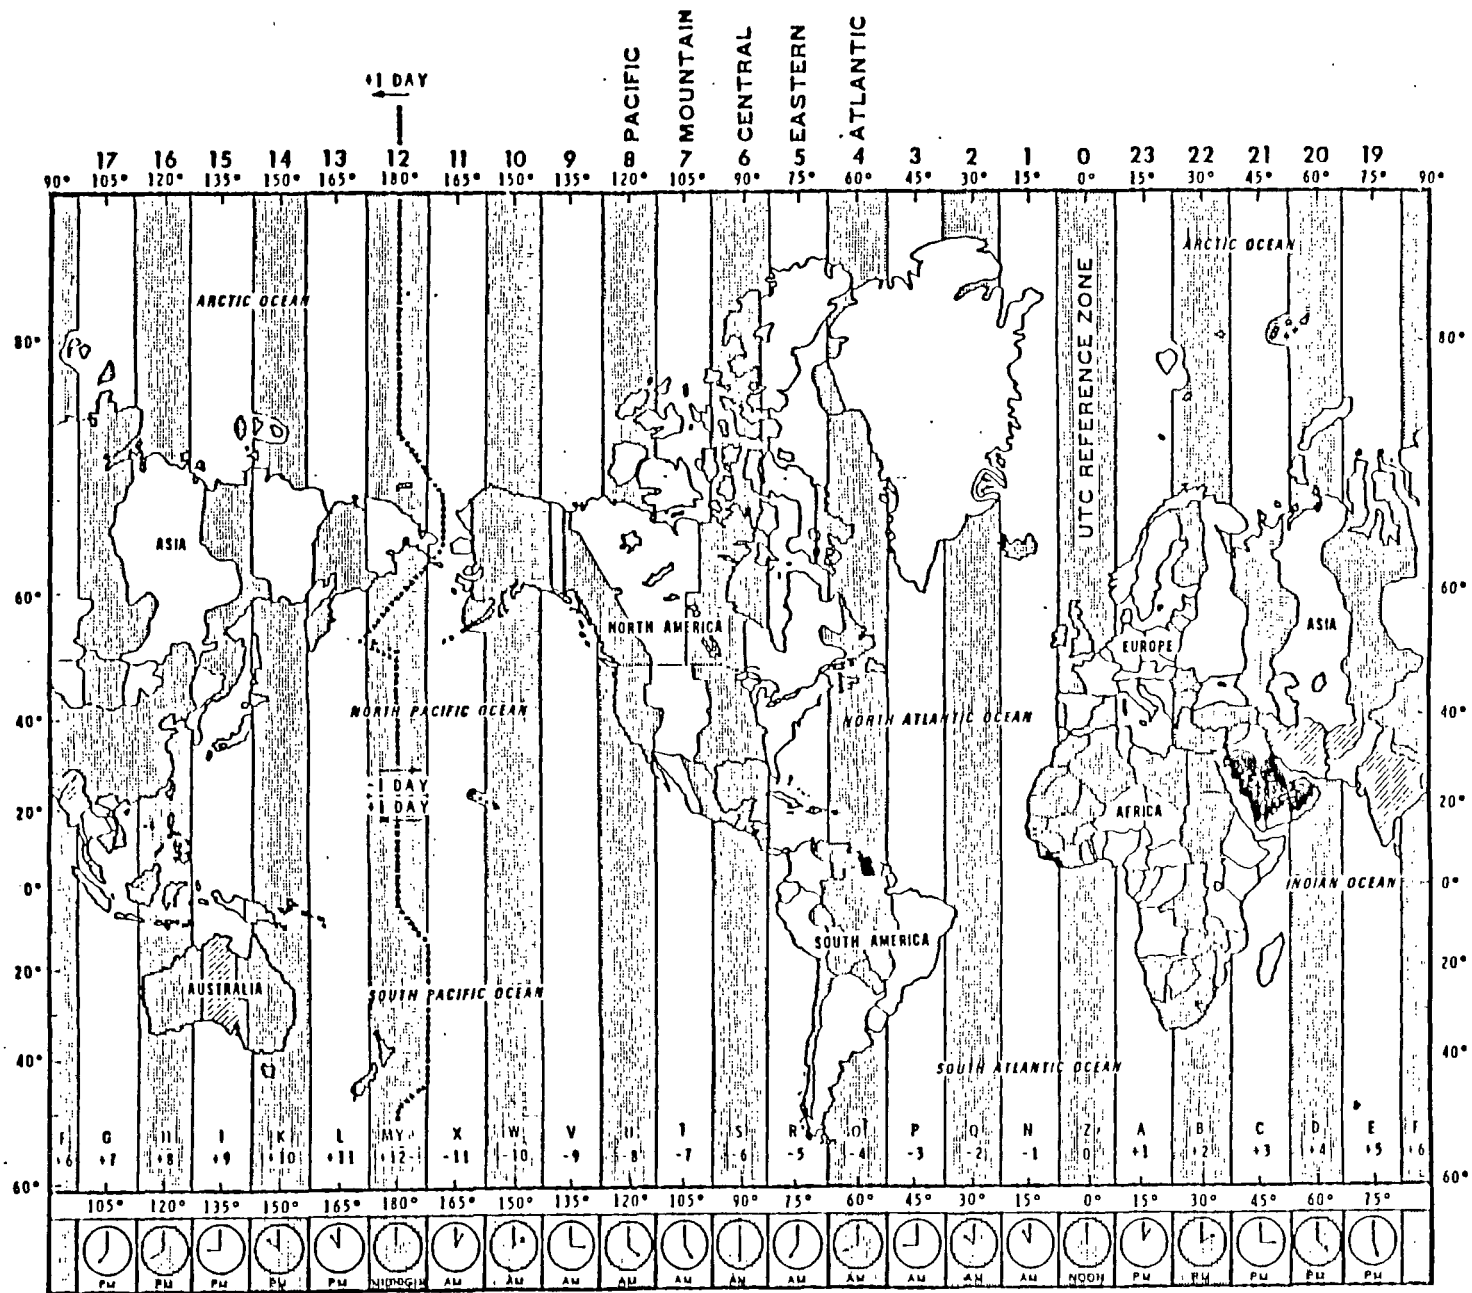 +1 DAY
PACIFIC
MOUNTAIN
CENTRAL
EASTERN
ATLANTIC
17 16 15 14 13 12 11 10 9 8 7 6 5 4 3 2 1 0 23 22 21 20 19
90° 105° 120° 135° 150° 165° 180° 165° 150° 135° 120° 105° 90° 75° 60° 45° 30° 15° 0° 15° 30° 45° 60° 75° 90°
ARCTIC OCEAN
ARCTIC OCEAN
UTC REFERENCE ZONE
80° 80°
ASIA
60° 60°
NORTH AMERICA
EUROPE
ASIA
40° 40°
NORTH PACIFIC OCEAN
NORTH ATLANTIC OCEAN
-1 DAY
+1 DAY
20° 20°
AFRICA
0° 0°
INDIAN OCEAN
SOUTH AMERICA
20° 20°
AUSTRALIA
SOUTH PACIFIC OCEAN
40° 40°
SOUTH ATLANTIC OCEAN
F G H I K L MY X W V U T S R Q P O N Z A B C D E F
+6 +7 +8 +9 +10 +11 +12- -11 -10 -9 -8 -7 -6 -5 -4 -3 -2 -1 0 +1 +2 +3 +4 +5 +6
60° 60°
105° 120° 135° 150° 165° 180° 165° 150° 135° 120° 105° 90° 75° 60° 45° 30° 15° 0° 15° 30° 45° 60° 75°
PM PM PM PM PM MIDNIGHT AM AM AM AM AM AM AM AM AM AM AM NOON PM PM PM PM PM